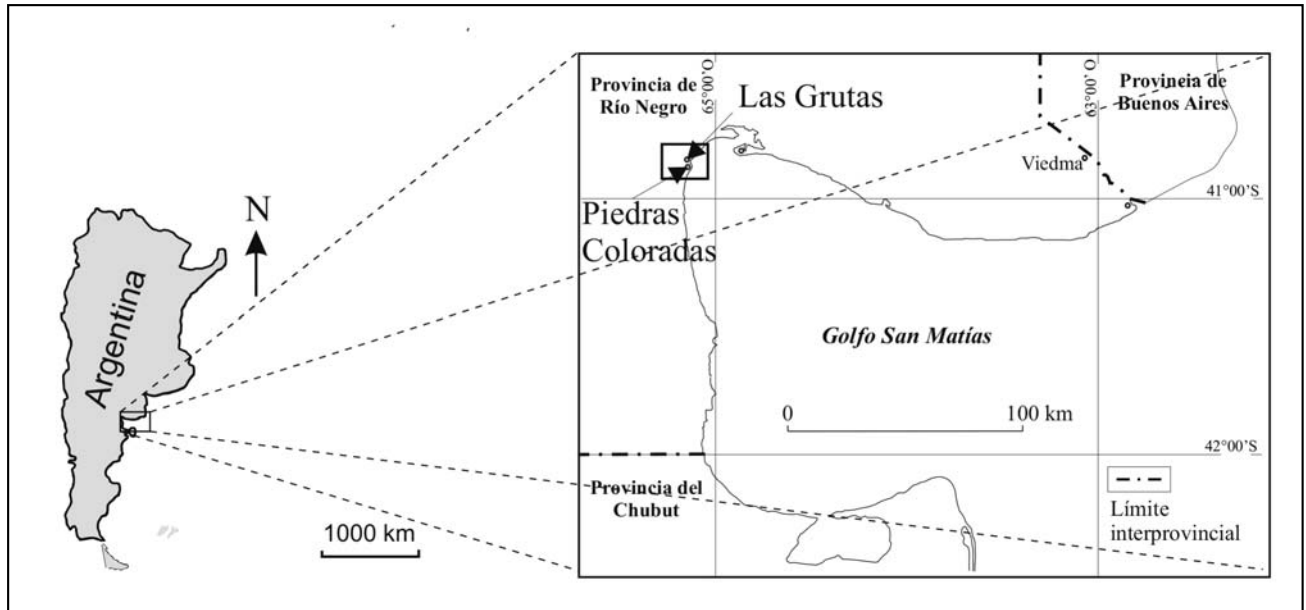 N
Argentina
1000 km
Provincia de
Río Negro
65°00'O
Las Grutas
63°00' O
Provincia de
Buenos Aires
Viedma
41°00'S
Piedras
Coloradas
Golfo San Matías
0 100 km
42°00'S
Provincia del
Chubut
Límite
interprovincial